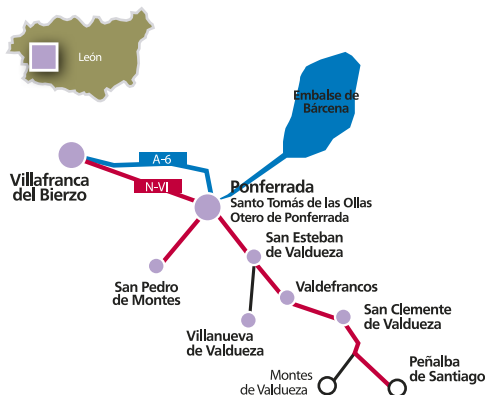 León
Embalse de
Bárcena
A-6
N-VI
Villafranca
del Bierzo
Ponferrada
Santo Tomás de las Ollas
Otero de Ponferrada
San Esteban
de Valdueza
San Pedro
de Montes
Valdefrancos
San Clemente
de Valdueza
Villanueva
de Valdueza
Montes
de Valdueza
Peñalba
de Santiago